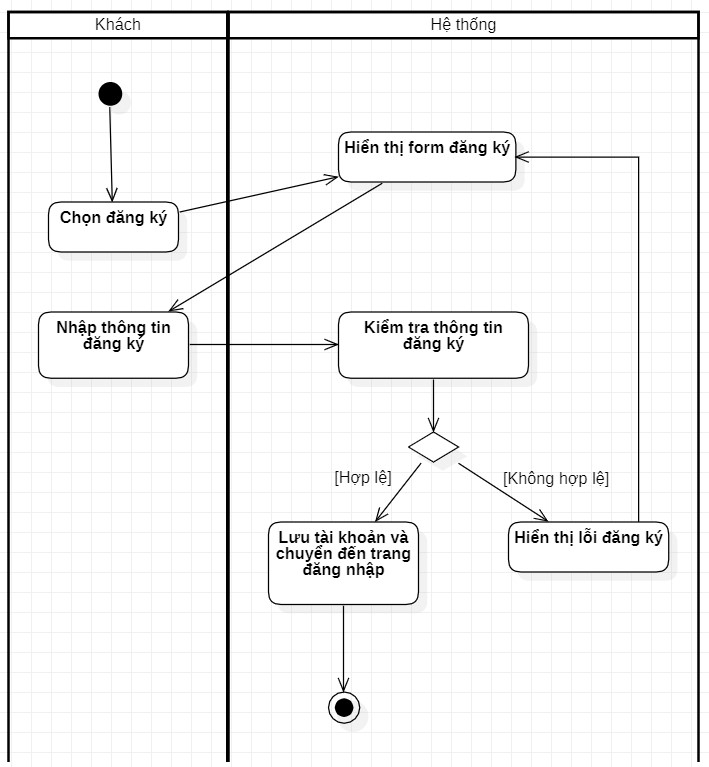 Khách
Hệ thống
Hiển thị form đăng ký
Chọn đăng ký
Nhập thông tin
đăng ký
Kiểm tra thông tin
đăng ký
[Hợp lệ]
[Không hợp lệ]
Lưu tài khoản và
chuyển đến trang
đăng nhập
Hiển thị lỗi đăng ký